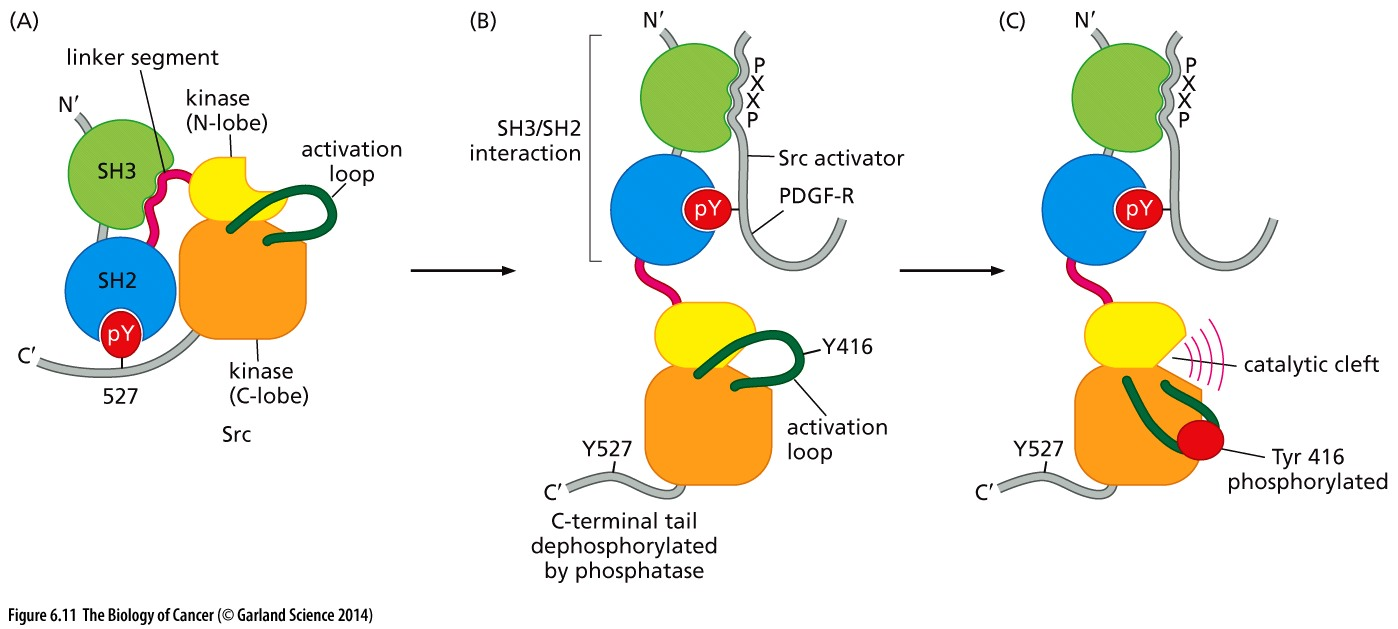 (A)
linker segment
N′
kinase
(N-lobe)
activation
loop
SH3
SH2
pY
C′
527
kinase
(C-lobe)
Src
(B)
N′
P
X
X
P
SH3/SH2
interaction
Src activator
PDGF-R
pY
Y416
activation
loop
Y527
C′
C-terminal tail
dephosphorylated
by phosphatase
(C)
N′
P
X
X
P
pY
catalytic cleft
Y527
C′
Tyr 416
phosphorylated
Figure 6.11 The Biology of Cancer (© Garland Science 2014)